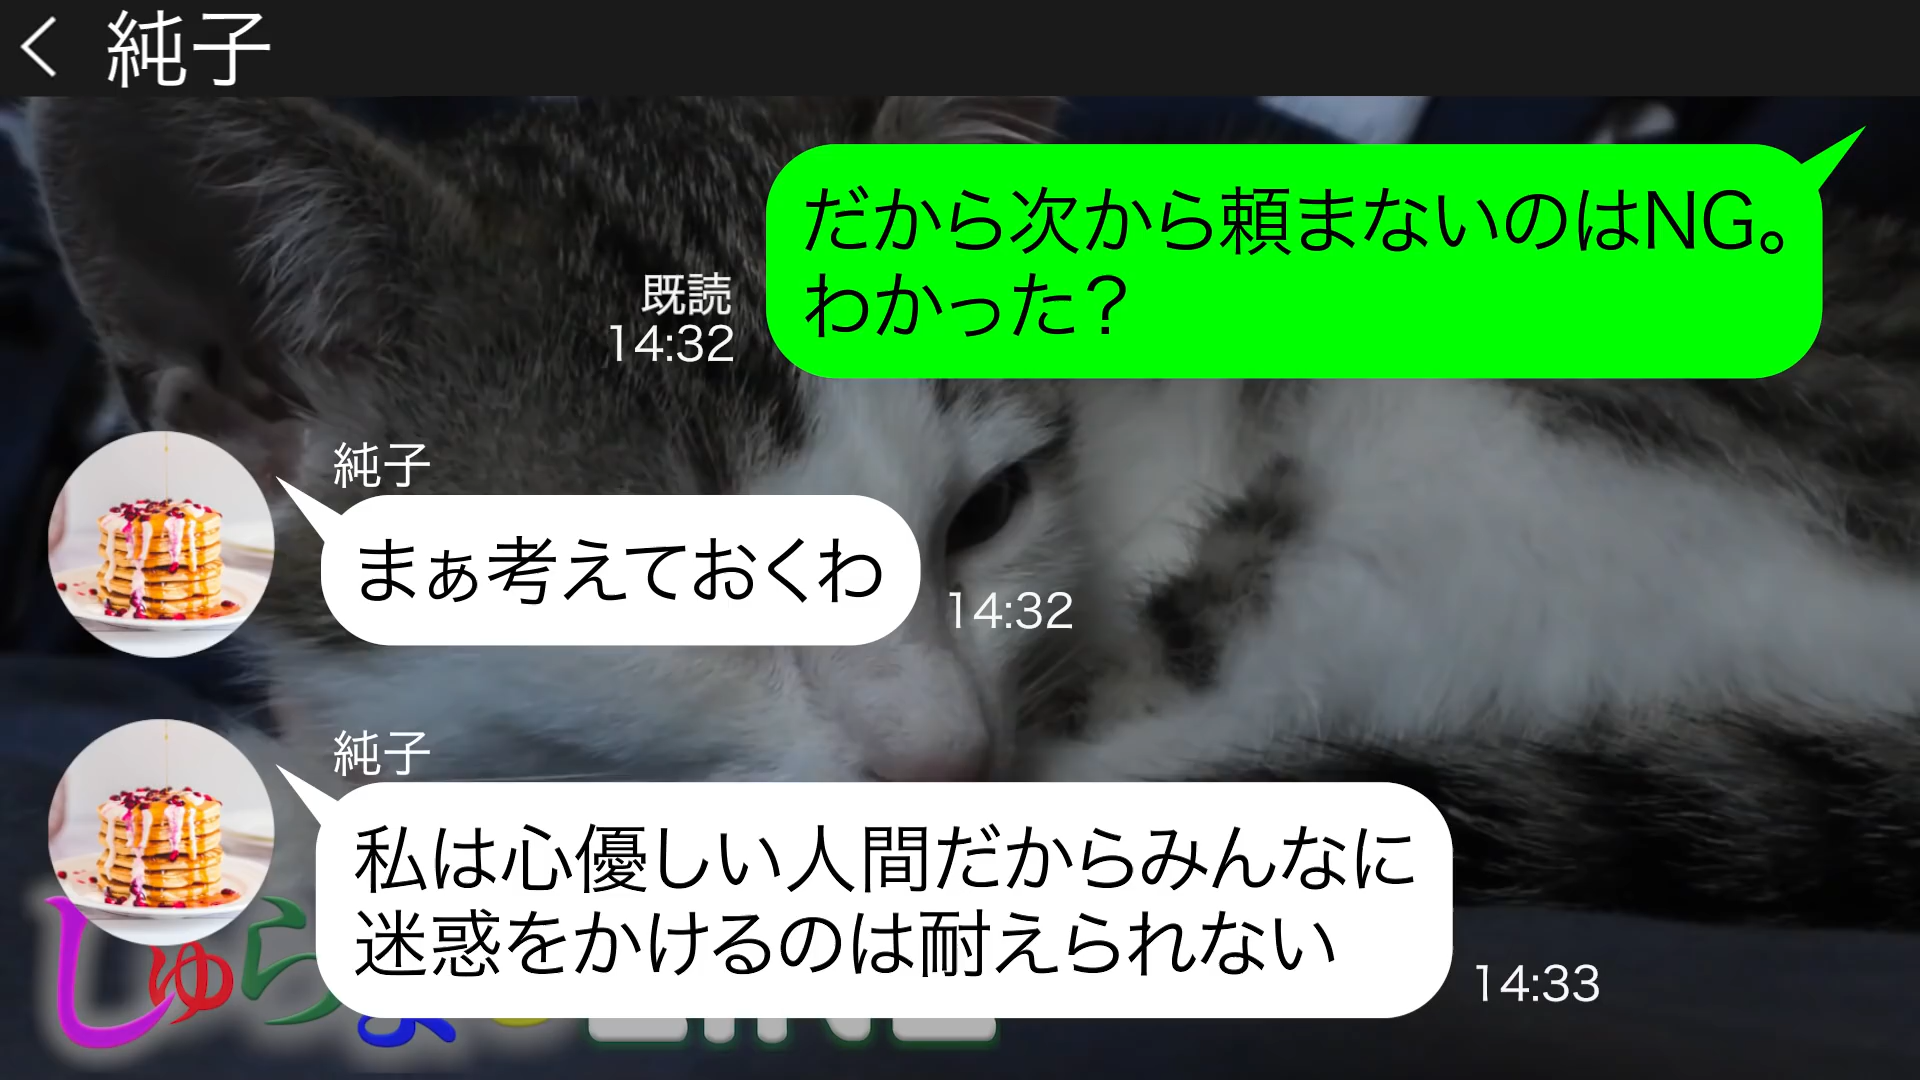 純子
だから次から頼まないのはNG。
わかった？
既読
14:32
純子
まぁ考えておくわ
14:32
純子
私は心優しい人間だからみんなに
迷惑をかけるのは耐えられない
14:33
しゅら